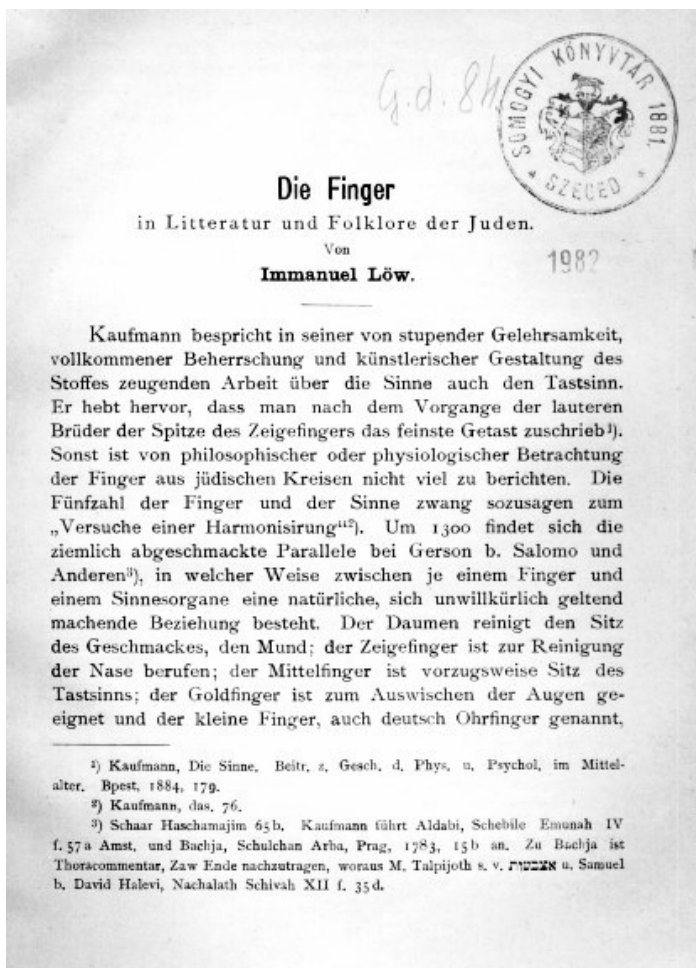 G. d. 84
SOMOGYI KÖNYVTÁR 1881.
* SZEGED *
1982
Die Finger
in Litteratur und Folklore der Juden.
Von
Immanuel Löw.
Kaufmann bespricht in seiner von stupender Gelehrsamkeit,
vollkommener Beherrschung und künstlerischer Gestaltung des
Stoffes zeugenden Arbeit über die Sinne auch den Tastsinn.
Er hebt hervor, dass man nach dem Vorgange der lauteren
Brüder der Spitze des Zeigefingers das feinste Getast zuschrieb¹).
Sonst ist von philosophischer oder physiologischer Betrachtung
der Finger aus jüdischen Kreisen nicht viel zu berichten. Die
Fünfzahl der Finger und der Sinne zwang sozusagen zum
„Versuche einer Harmonisirung“²). Um 1300 findet sich die
ziemlich abgeschmackte Parallele bei Gerson b. Salomo und
Anderen³), in welcher Weise zwischen je einem Finger und
einem Sinnesorgane eine natürliche, sich unwillkürlich geltend
machende Beziehung besteht. Der Daumen reinigt den Sitz
des Geschmackes, den Mund; der Zeigefinger ist zur Reinigung
der Nase berufen; der Mittelfinger ist vorzugsweise Sitz des
Tastsinns; der Goldfinger ist zum Auswischen der Augen ge-
eignet und der kleine Finger, auch deutsch Ohrfinger genannt,
¹) Kaufmann, Die Sinne. Beitr. z. Gesch. d. Phys. u. Psychol. im Mittel-
alter. Bpest, 1884, 179.
²) Kaufmann, das. 76.
³) Schaar Haschamajim 65 b. Kaufmann führt Aldabi, Schebile Emunah IV
f. 57 a Amst. und Bachja, Schulchan Arba, Prag, 1783, 15 b an. Zu Bachja ist
Thoracommentar, Zaw Ende nachzutragen, woraus M. Talpijoth s. v. אצבעות u. Samuel
b. David Halevi, Nachalath Schivah XII f. 35 d.